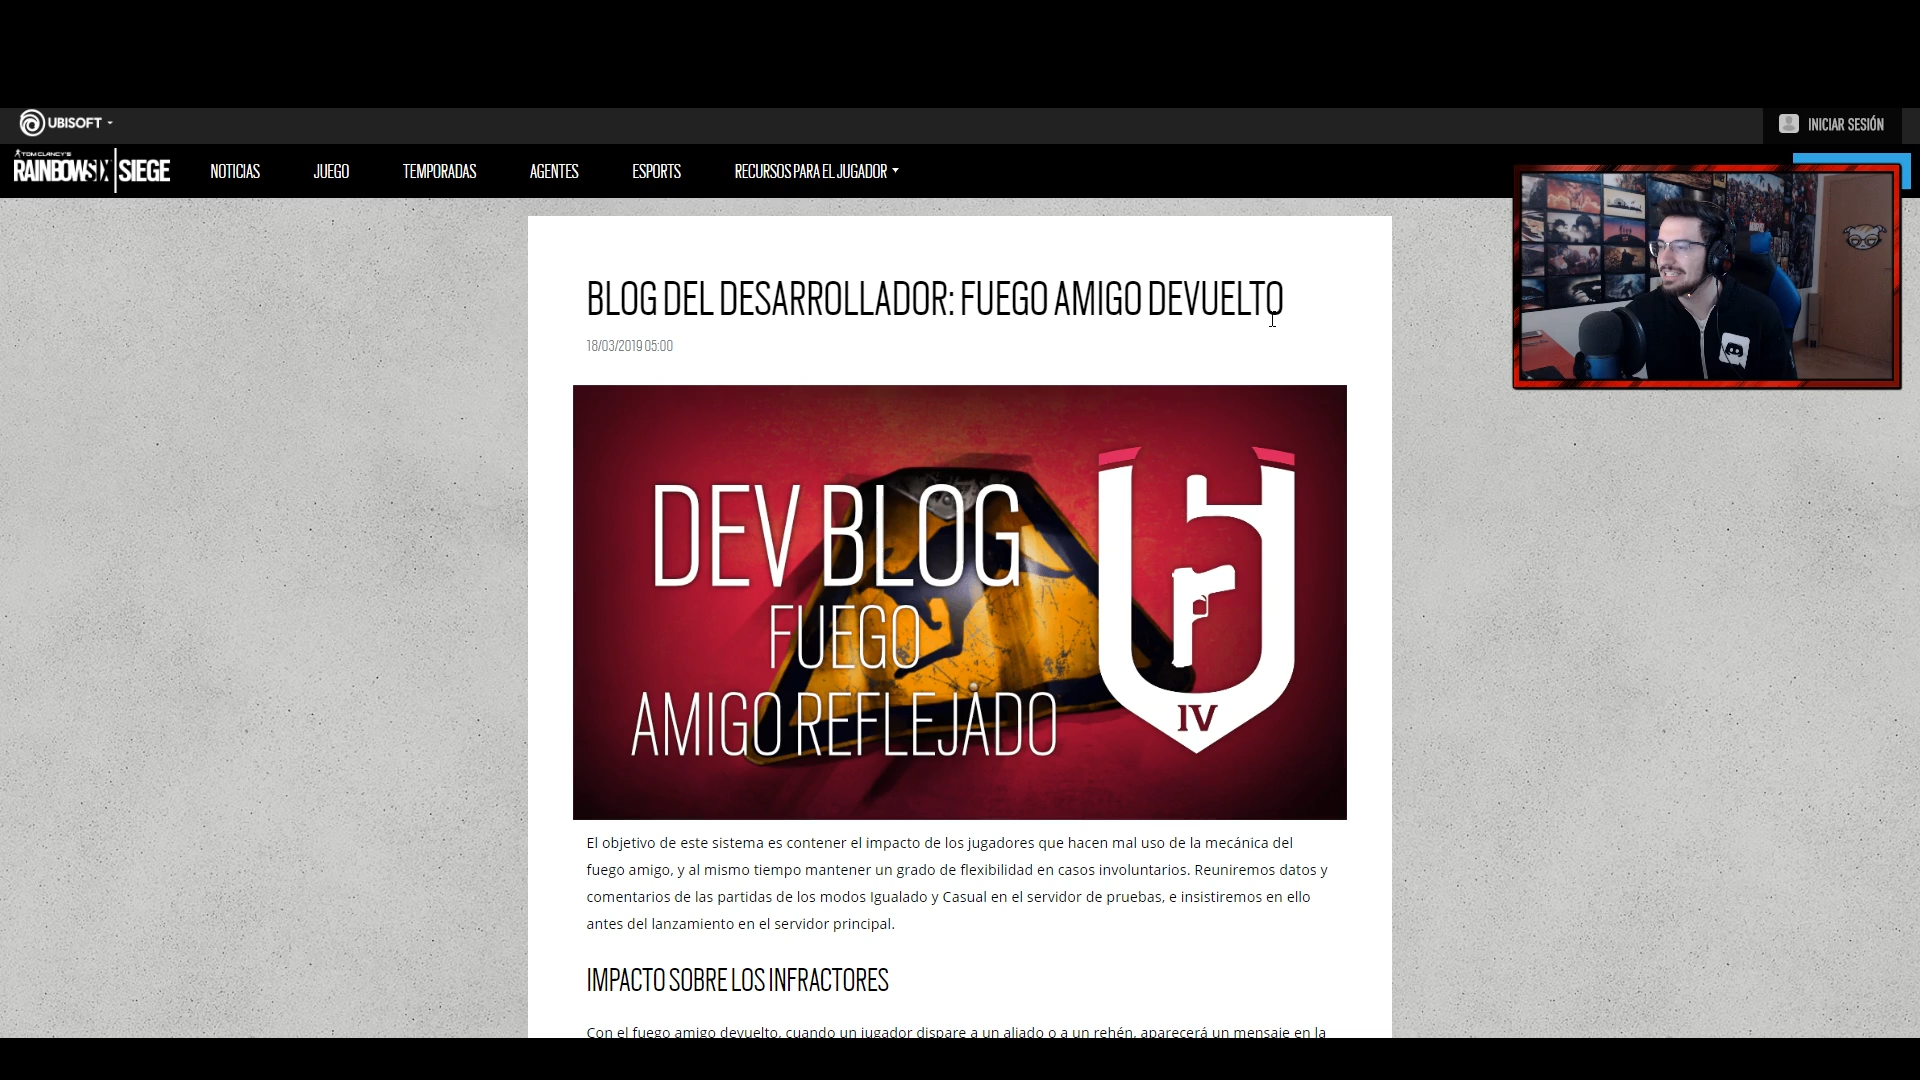 UBISOFT
INICIAR SESIÓN
TOM CLANCY'S
RAINBOWSIX|SIEGE
NOTICIAS
JUEGO
TEMPORADAS
AGENTES
ESPORTS
RECURSOS PARA EL JUGADOR
BLOG DEL DESARROLLADOR: FUEGO AMIGO DEVUELTO
18/03/2019 05:00
DEV BLOG
FUEGO
AMIGO REFLEJADO
IV
El objetivo de este sistema es contener el impacto de los jugadores que hacen mal uso de la mecánica del
fuego amigo, y al mismo tiempo mantener un grado de flexibilidad en casos involuntarios. Reuniremos datos y
comentarios de las partidas de los modos Igualado y Casual en el servidor de pruebas, e insistiremos en ello
antes del lanzamiento en el servidor principal.
IMPACTO SOBRE LOS INFRACTORES
Con el fuego amigo devuelto, cuando un jugador dispare a un aliado o a un rehén, aparecerá un mensaje en la